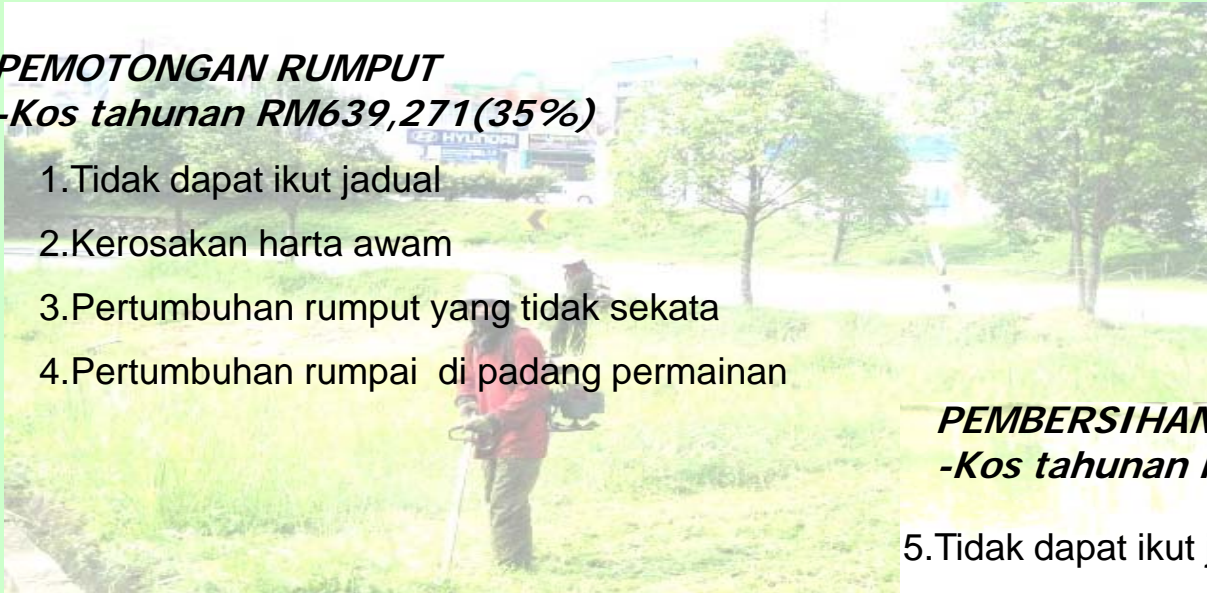 PEMOTONGAN RUMPUT
-Kos tahunan RM639,271(35%)
HYUNDAI
1.Tidak dapat ikut jadual
2.Kerosakan harta awam
3.Pertumbuhan rumput yang tidak sekata
4.Pertumbuhan rumpai di padang permainan
PEMBERSIHAN
-Kos tahunan
5.Tidak dapat ikut